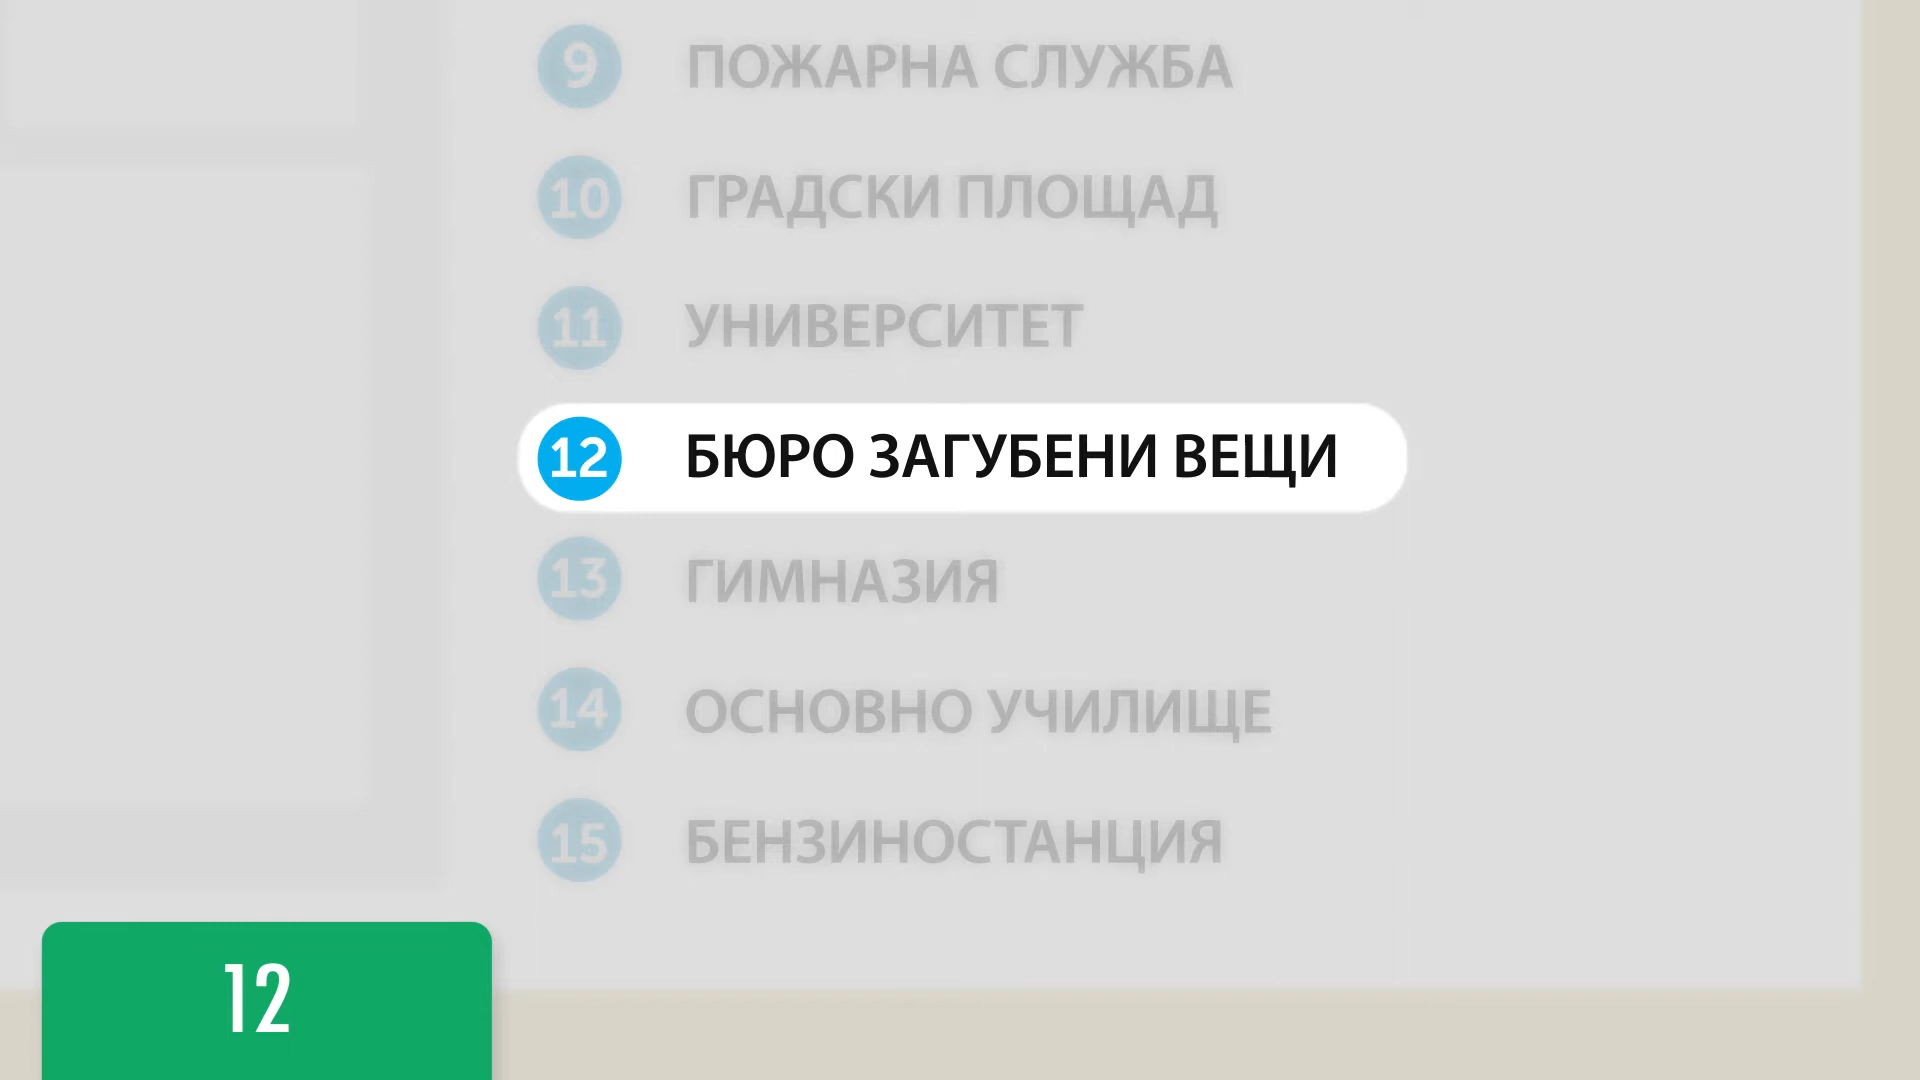 9 ПОЖАРНА СЛУЖБА
10 ГРАДСКИ ПЛОЩАД
11 УНИВЕРСИТЕТ
12 БЮРО ЗАГУБЕНИ ВЕЩИ
13 ГИМНАЗИЯ
14 ОСНОВНО УЧИЛИЩЕ
15 БЕНЗИНОСТАНЦИЯ
12